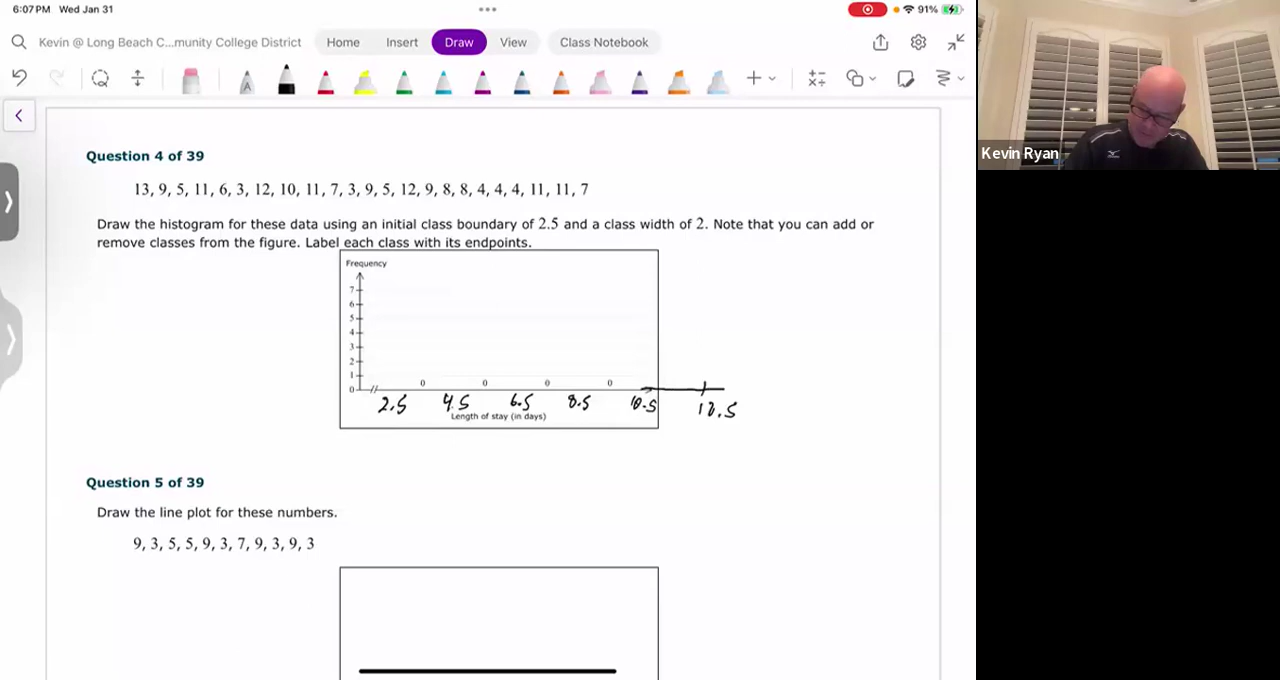 6:07 PM Wed Jan 31
91%
Kevin @ Long Beach C...munity College District
Home
Insert
Draw
View
Class Notebook
A
Kevin Ryan
Question 4 of 39
13, 9, 5, 11, 6, 3, 12, 10, 11, 7, 3, 9, 5, 12, 9, 8, 8, 4, 4, 4, 11, 11, 7
Draw the histogram for these data using an initial class boundary of 2.5 and a class width of 2. Note that you can add or
remove classes from the figure. Label each class with its endpoints.
Frequency
7
6
5
4
3
2
1
0
0 0 0 0
2.5 4.5 6.5 8.5 10.5 12.5
Length of stay (in days)
Question 5 of 39
Draw the line plot for these numbers.
9, 3, 5, 5, 9, 3, 7, 9, 3, 9, 3